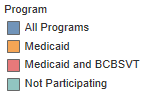 Program
All Programs
Medicaid
Medicaid and BCBSVT
Not Participating